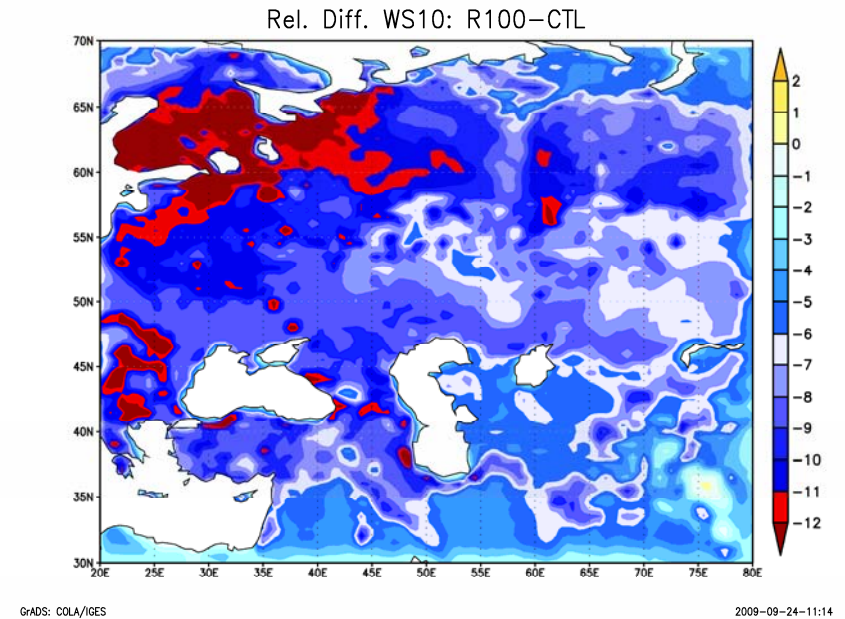 Rel. Diff. WS10: R100−CTL
70N
65N
60N
55N
50N
45N
40N
35N
30N
20E 25E 30E 35E 40E 45E 50E 55E 60E 65E 70E 75E 80E
2
1
0
−1
−2
−3
−4
−5
−6
−7
−8
−9
−10
−11
−12
GrADS: COLA/IGES 2009−09−24−11:14